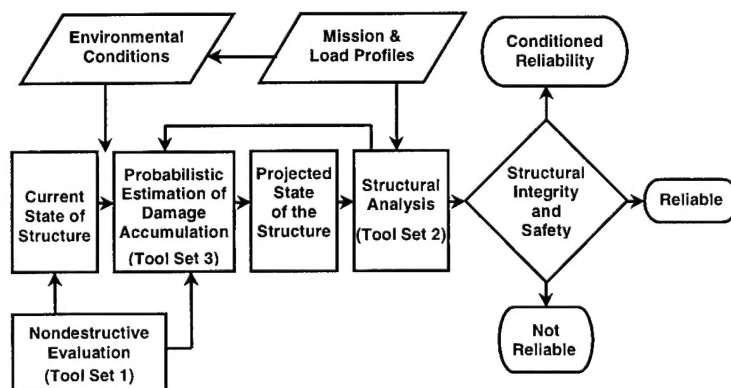 Environmental
Conditions
Mission &
Load Profiles
Conditioned
Reliability
Current
State of
Structure
Probabilistic
Estimation of
Damage
Accumulation
(Tool Set 3)
Projected
State
of the
Structure
Structural
Analysis
(Tool Set 2)
Structural
Integrity
and
Safety
Reliable
Nondestructive
Evaluation
(Tool Set 1)
Not
Reliable